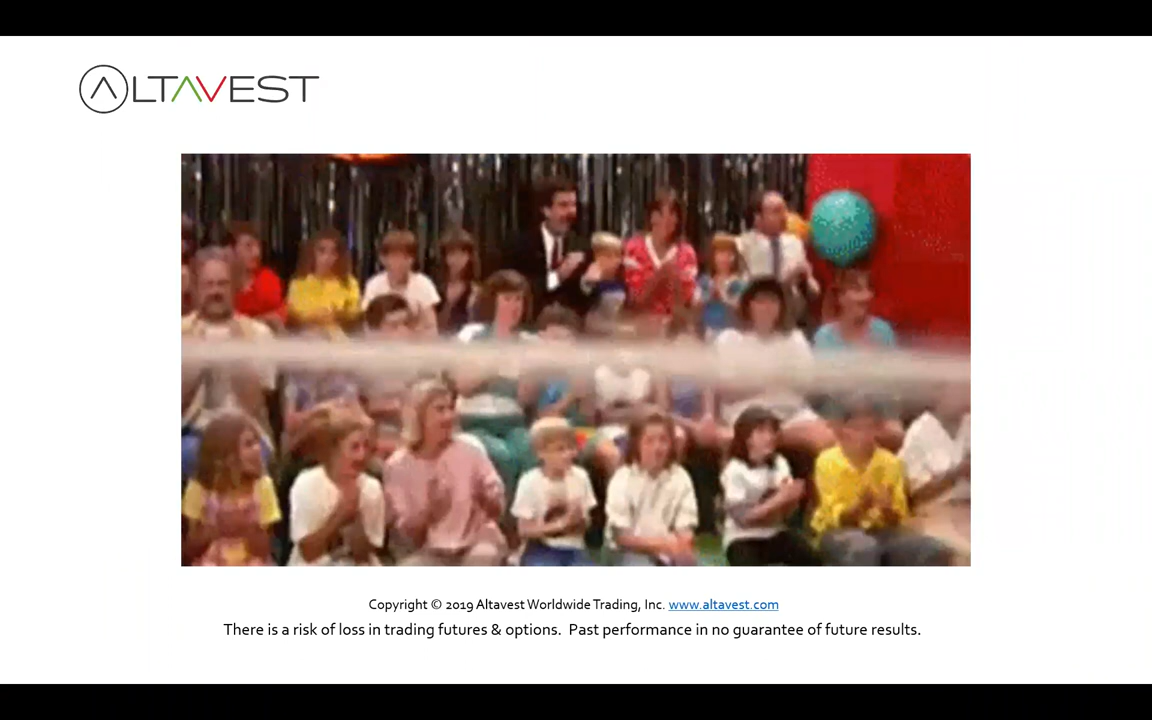 ALTAVEST
Copyright © 2019 Altavest Worldwide Trading, Inc. www.altavest.com
There is a risk of loss in trading futures & options.  Past performance in no guarantee of future results.